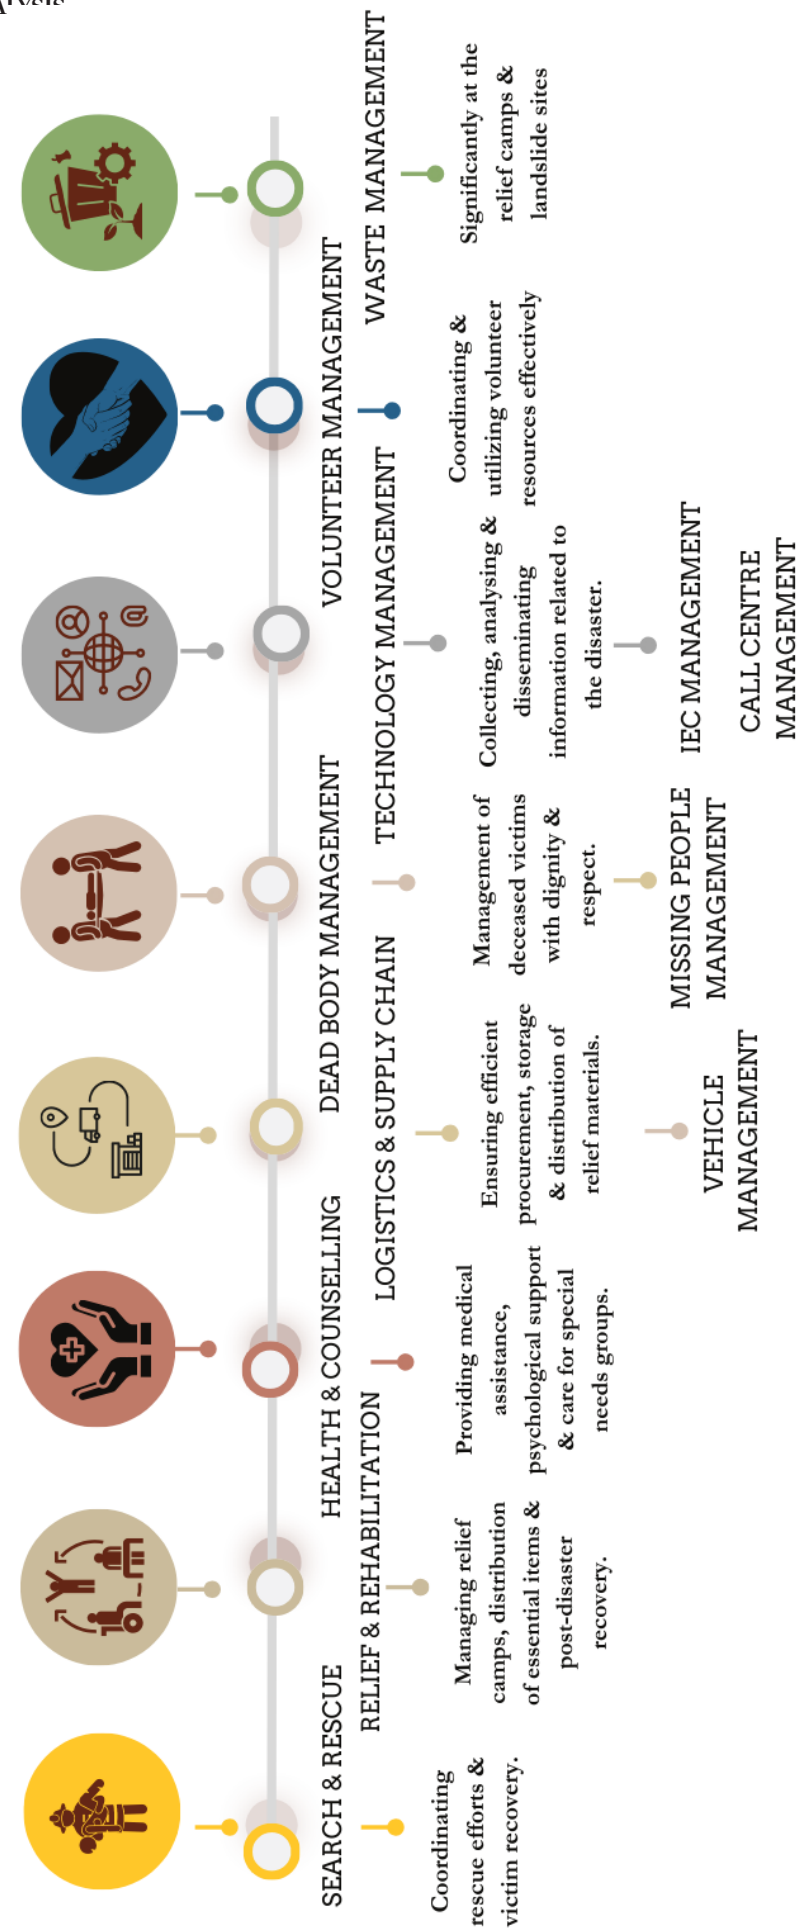 SEARCH & RESCUE
Coordinating
rescue efforts &
victim recovery.
RELIEF & REHABILITATION
Managing relief
camps, distribution
of essential items &
post-disaster
recovery.
HEALTH & COUNSELLING
Providing medical
assistance,
psychological support
& care for special
needs groups.
LOGISTICS & SUPPLY CHAIN
Ensuring efficient
procurement, storage
& distribution of
relief materials.
VEHICLE
MANAGEMENT
DEAD BODY MANAGEMENT
Management of
deceased victims
with dignity &
respect.
MISSING PEOPLE
MANAGEMENT
TECHNOLOGY MANAGEMENT
Collecting, analysing &
disseminating
information related to
the disaster.
IEC MANAGEMENT
CALL CENTRE
MANAGEMENT
VOLUNTEER MANAGEMENT
Coordinating &
utilizing volunteer
resources effectively
WASTE MANAGEMENT
Significantly at the
relief camps &
landslide sites